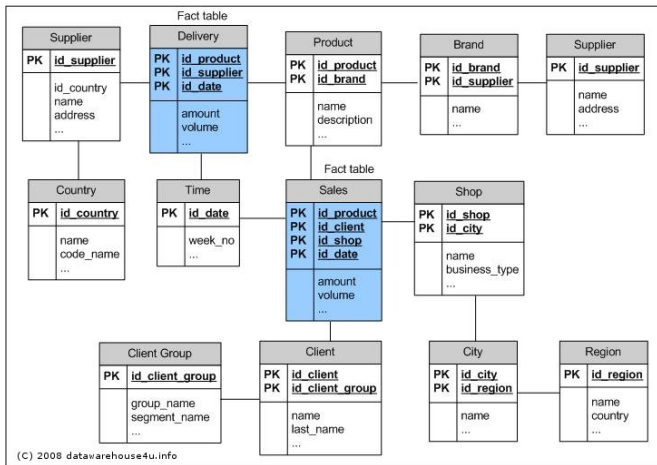 Fact table
Supplier
PK id_supplier
id_country
name
address
...
Delivery
PK id_product
PK id_supplier
PK id_date
amount
volume
...
Product
PK id_product
PK id_brand
name
description
...
Brand
PK id_brand
PK id_supplier
name
...
Supplier
PK id_supplier
name
address
...
Fact table
Country
PK id_country
name
code_name
...
Time
PK id_date
week_no
...
Sales
PK id_product
PK id_client
PK id_shop
PK id_date
amount
volume
...
Shop
PK id_shop
PK id_city
name
business_type
...
Client Group
PK id_client_group
group_name
segment_name
...
Client
PK id_client
PK id_client_group
name
last_name
...
City
PK id_city
PK id_region
name
...
Region
PK id_region
name
country
...
(C) 2008 datawarehouse4u.info